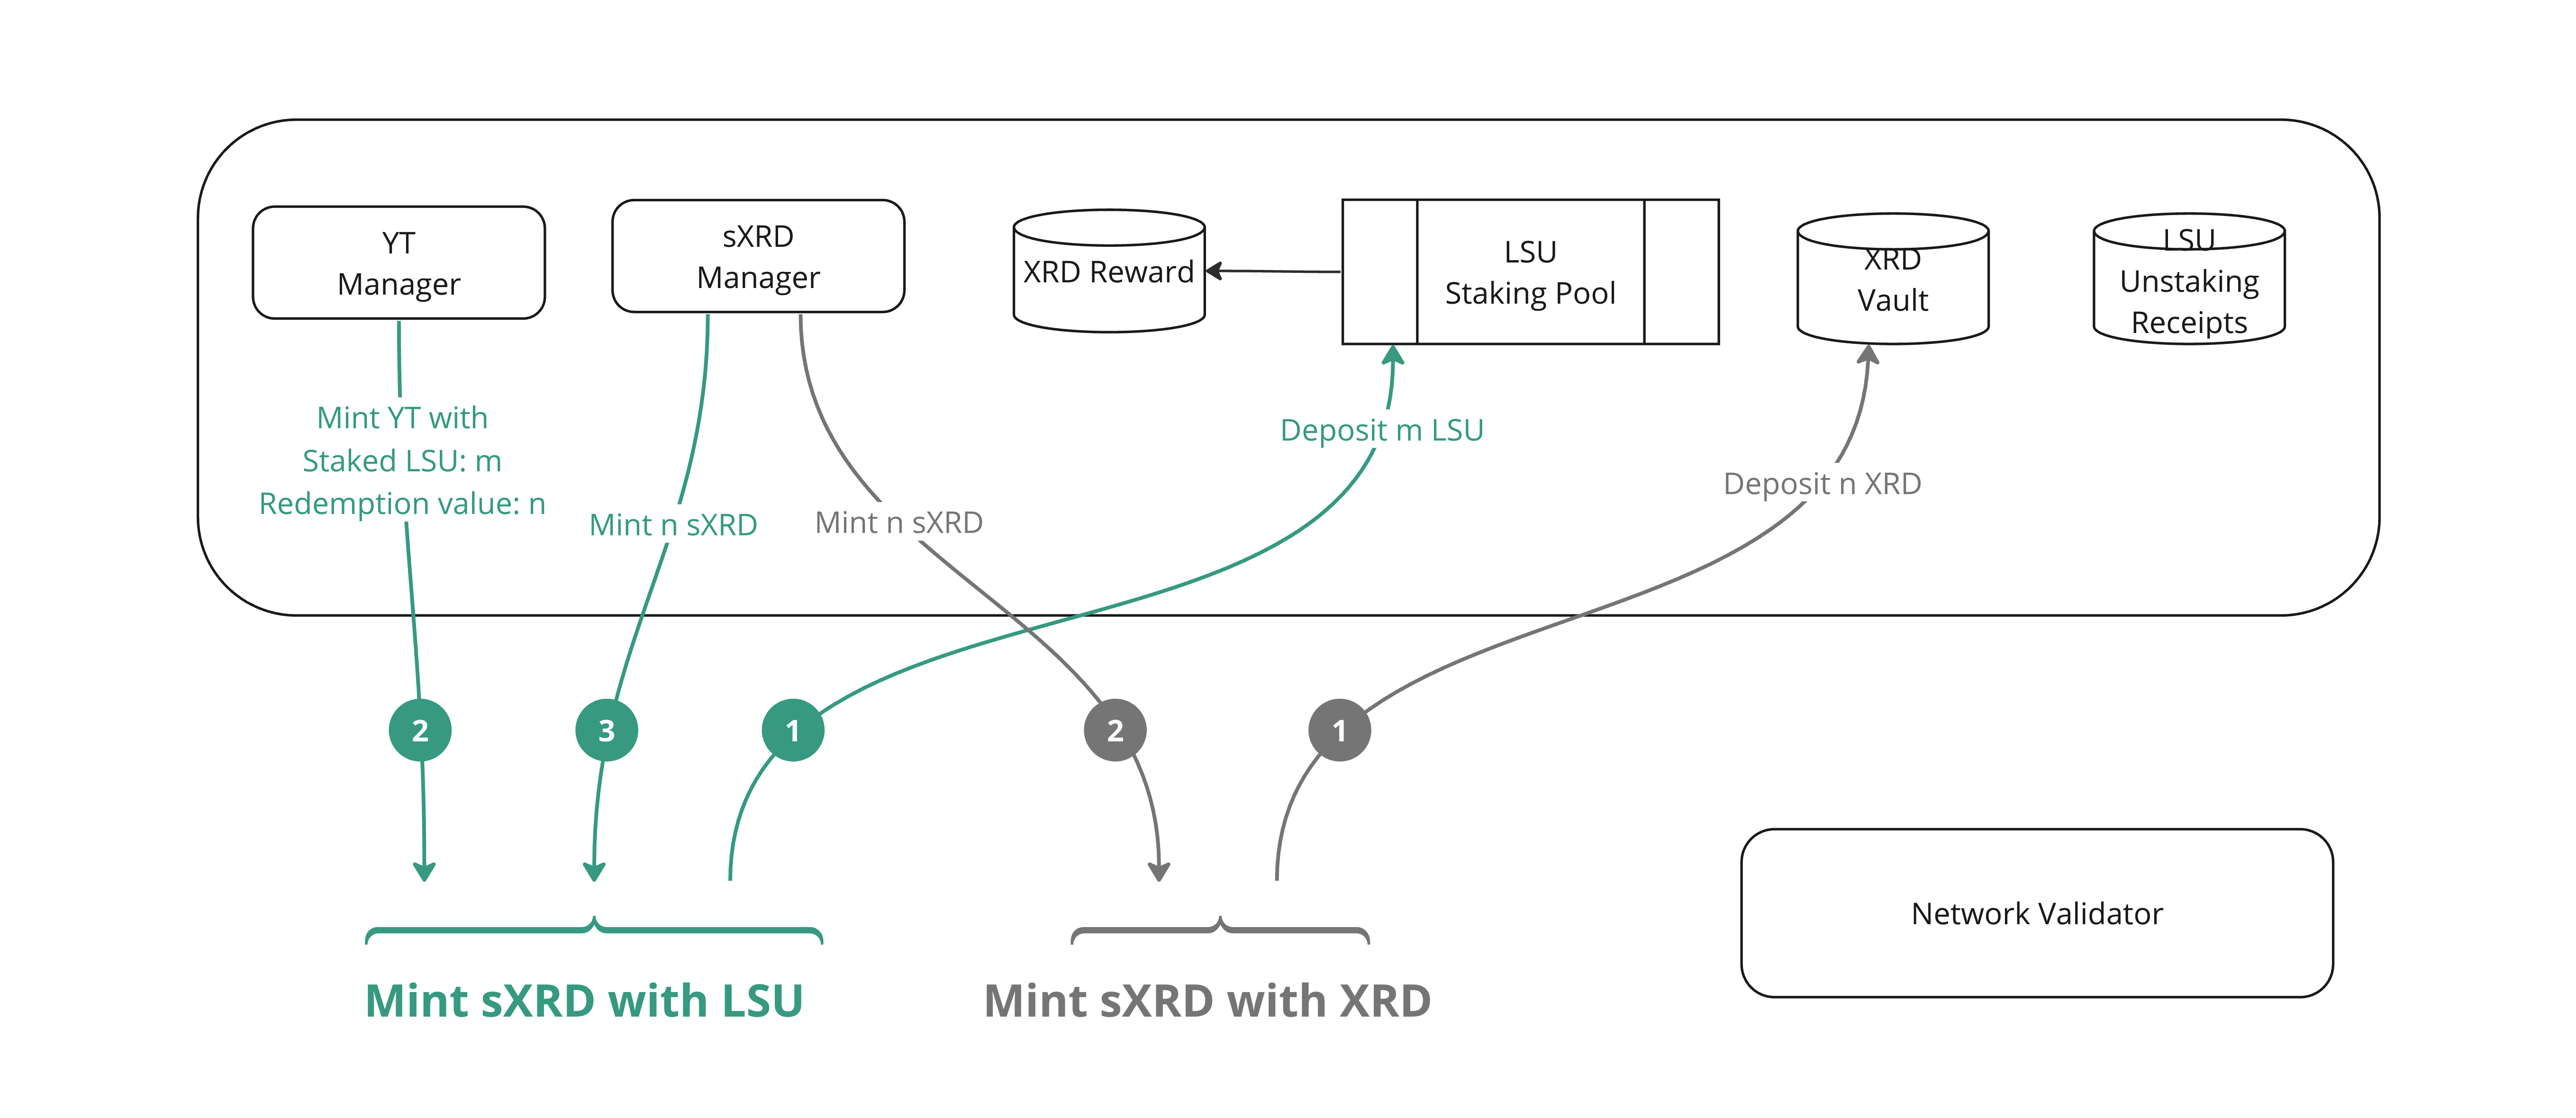 YT
Manager
sXRD
Manager
XRD Reward
LSU
Staking Pool
XRD
Vault
LSU
Unstaking
Receipts
Mint YT with
Staked LSU: m
Redemption value: n
Mint n sXRD
Mint n sXRD
Deposit m LSU
Deposit n XRD
2
3
1
2
1
Mint sXRD with LSU
Mint sXRD with XRD
Network Validator